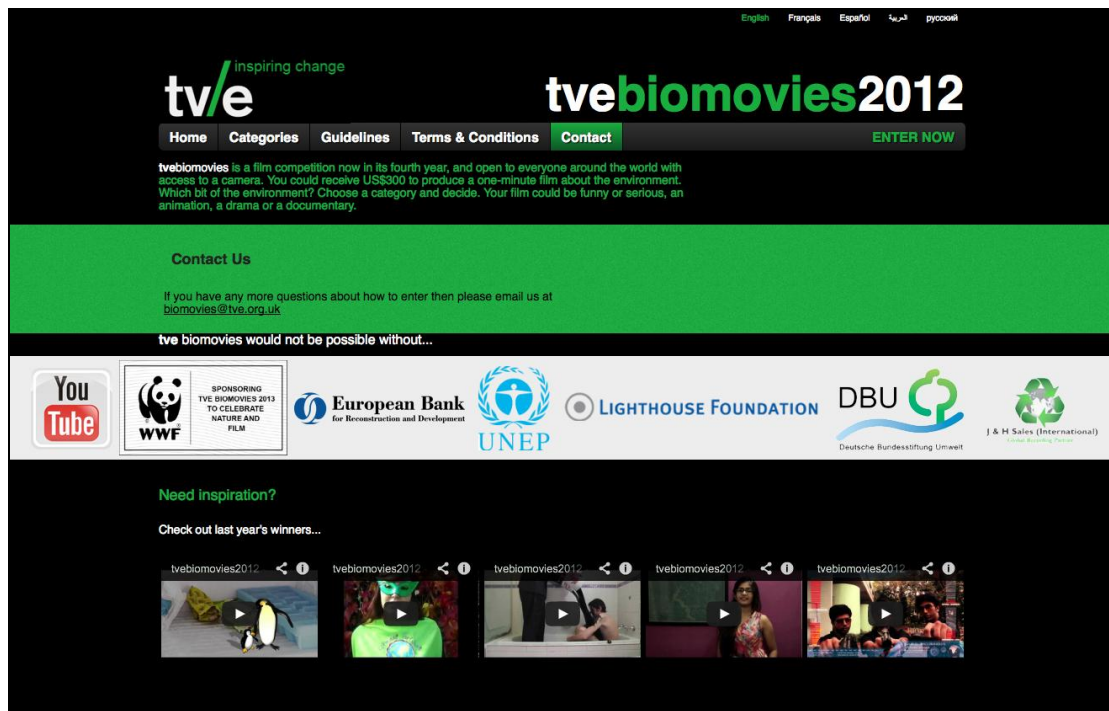 English Français Español العربية русский
inspiring change
tv/e
tvebiomovies2012
Home Categories Guidelines Terms & Conditions Contact ENTER NOW
tvebiomovies is a film competition now in its fourth year, and open to everyone around the world with
access to a camera. You could receive US$300 to produce a one-minute film about the environment.
Which bit of the environment? Choose a category and decide. Your film could be funny or serious, an
animation, a drama or a documentary.
Contact Us
If you have any more questions about how to enter then please email us at
biomovies@tve.org.uk
tve biomovies would not be possible without...
You
Tube
WWF
SPONSORING
TVE BIOMOVIES 2013
TO CELEBRATE
NATURE AND
FILM
European Bank
for Reconstruction and Development
UNEP
LIGHTHOUSE FOUNDATION
DBU
Deutsche Bundesstiftung Umwelt
J & H Sales (International)
Need inspiration?
Check out last year's winners...
tvebiomovies2012 tvebiomovies2012 tvebiomovies2012 tvebiomovies2012 tvebiomovies2012